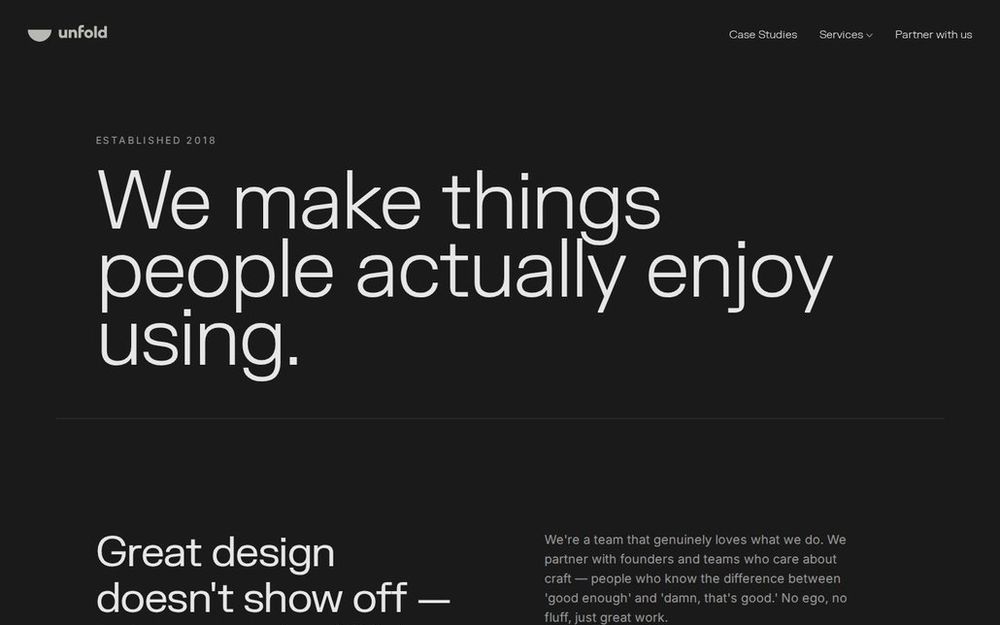 unfold
Case Studies
Services
Partner with us
ESTABLISHED 2018
We make things
people actually enjoy
using.
Great design
doesn't show off —
We're a team that genuinely loves what we do. We
partner with founders and teams who care about
craft — people who know the difference between
'good enough' and 'damn, that's good.' No ego, no
fluff, just great work.